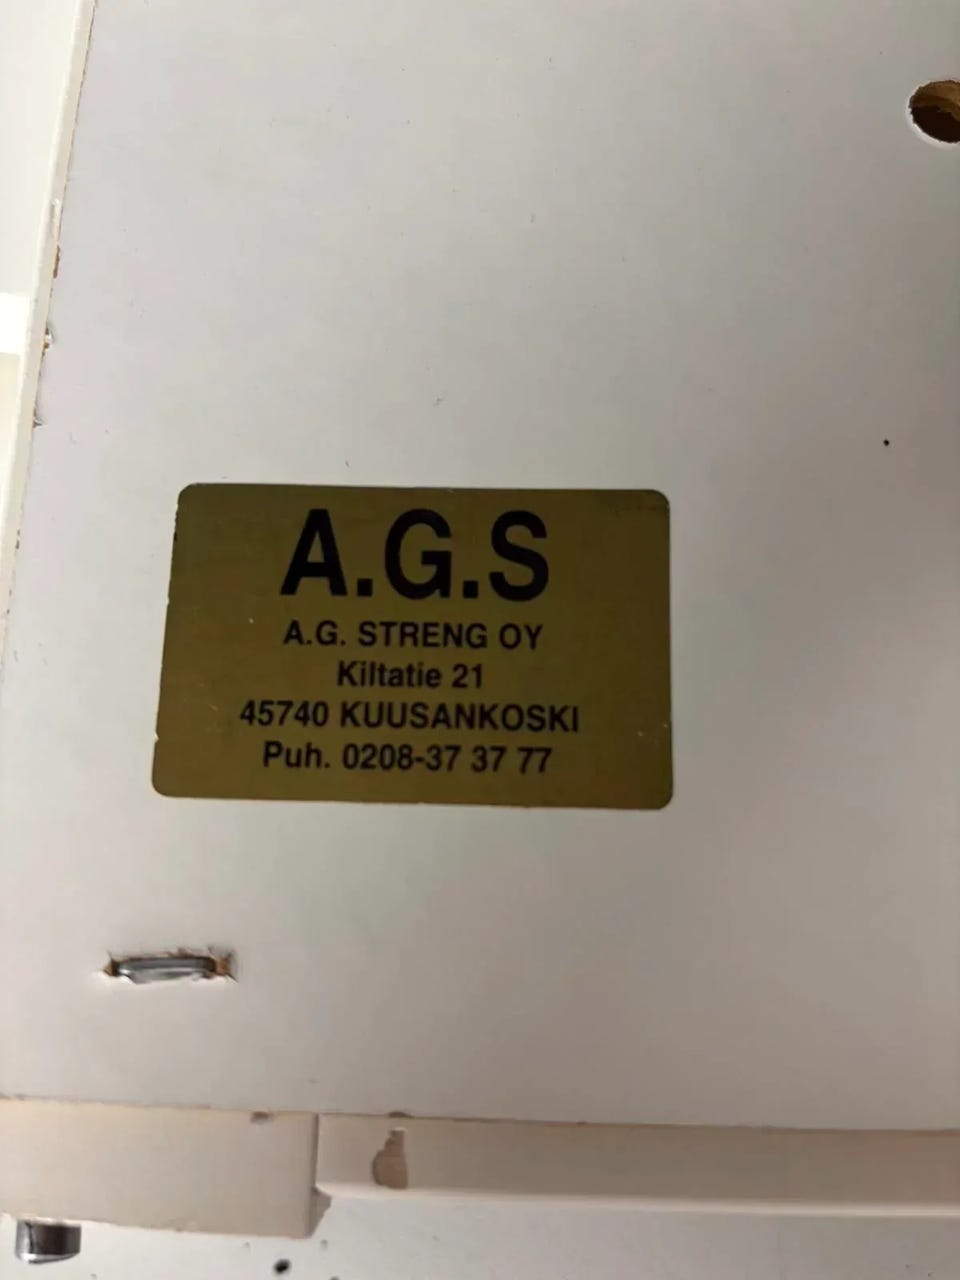 A.G.S
A.G. STRENG OY
Kiltatie 21
45740 KUUSANKOSKI
Puh. 0208-37 37 77